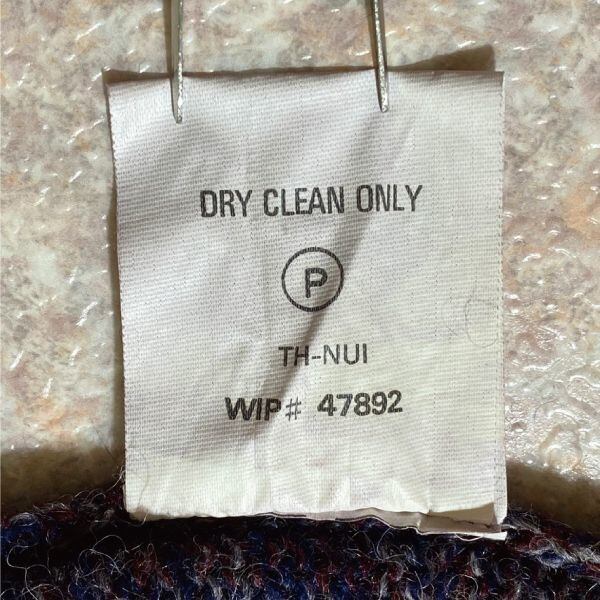 DRY CLEAN ONLY
P
TH-NUI
WIP# 47892